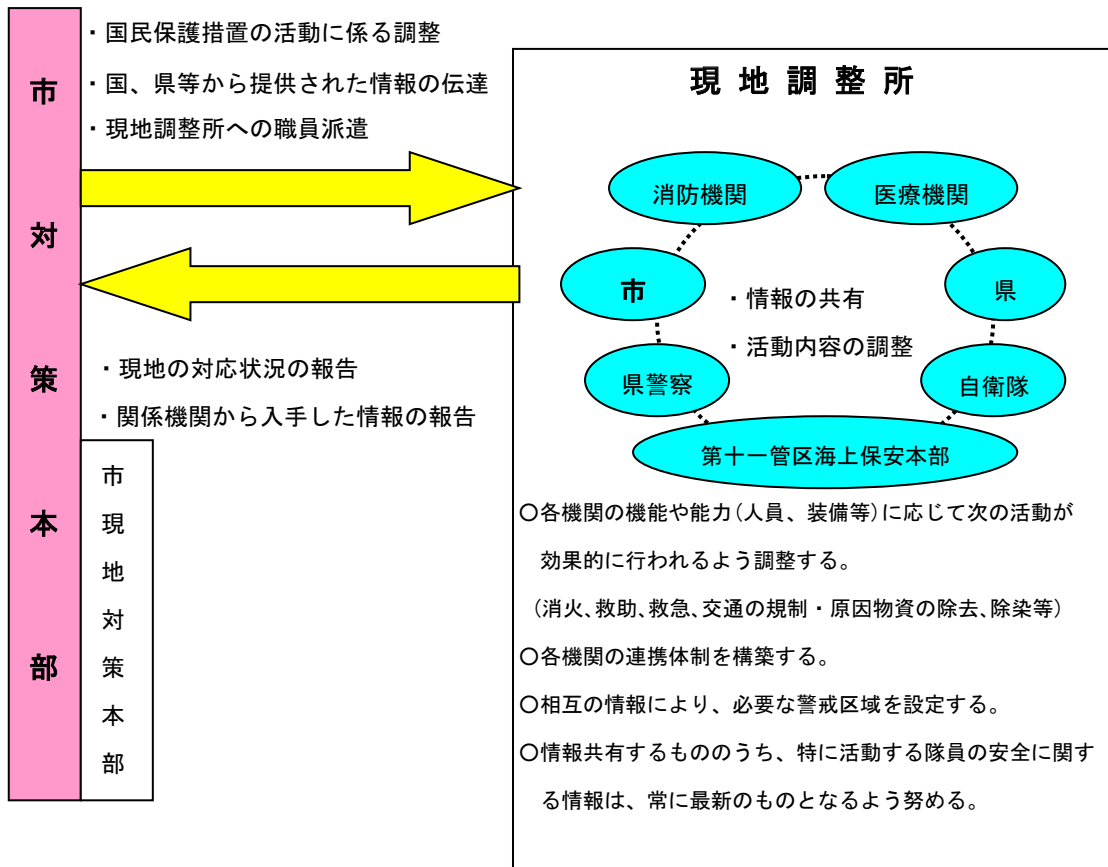 市対策本部
・国民保護措置の活動に係る調整
・国、県等から提供された情報の伝達
・現地調整所への職員派遣
・現地の対応状況の報告
・関係機関から入手した情報の報告
市現地対策本部
現地調整所
消防機関
医療機関
市
県
・情報の共有
・活動内容の調整
県警察
自衛隊
第十一管区海上保安本部
○各機関の機能や能力(人員、装備等)に応じて次の活動が
効果的に行われるよう調整する。
(消火、救助、救急、交通の規制・原因物資の除去、除染等)
○各機関の連携体制を構築する。
○相互の情報により、必要な警戒区域を設定する。
○情報共有するもののうち、特に活動する隊員の安全に関す
る情報は、常に最新のものとなるよう努める。